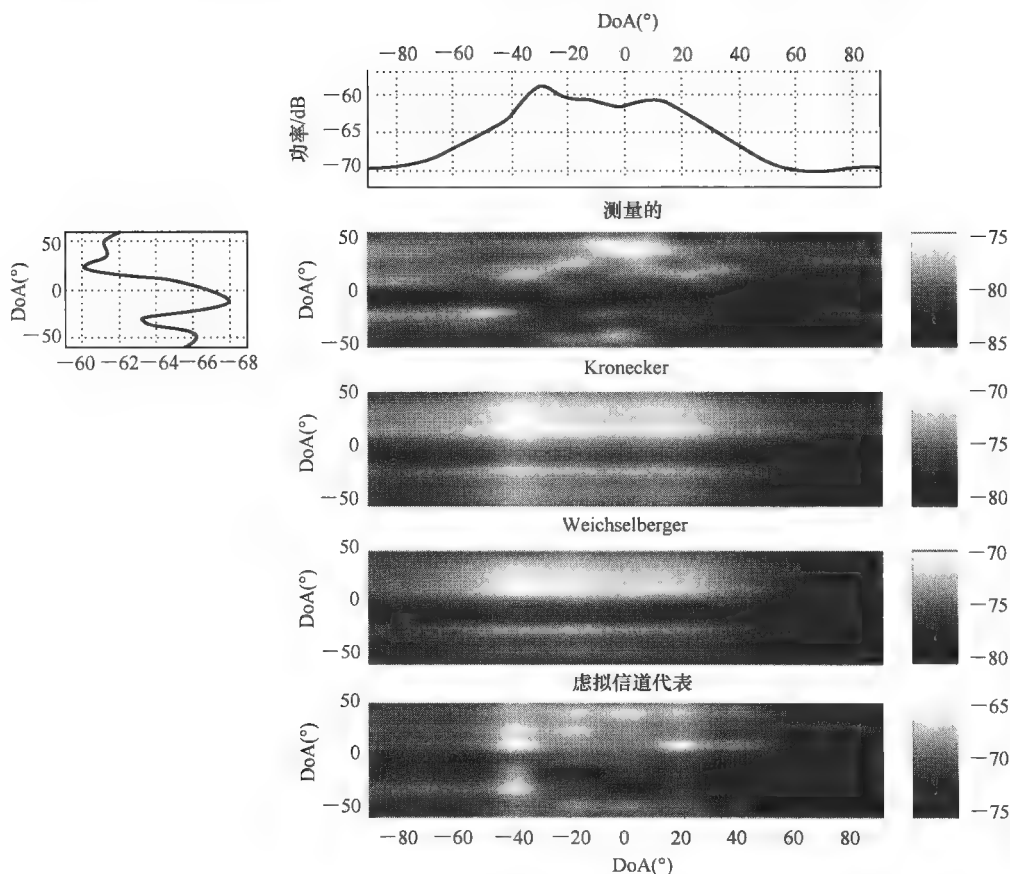 DoA(°)
−80 −60 −40 −20 0 20 40 60 80
功率/dB
−60
−65
−70
测量的
DoA(°)
50
0
−50
−60 −62 −64 −66 −68
DoA(°)
50
0
−50
−75
−80
−85
Kronecker
DoA(°)
50
0
−50
−70
−75
−80
Weichselberger
DoA(°)
50
0
−50
−70
−75
−80
虚拟信道代表
DoA(°)
50
0
−50
−65
−70
−75
−80 −60 −40 −20 0 20 40 60 80
DoA(°)